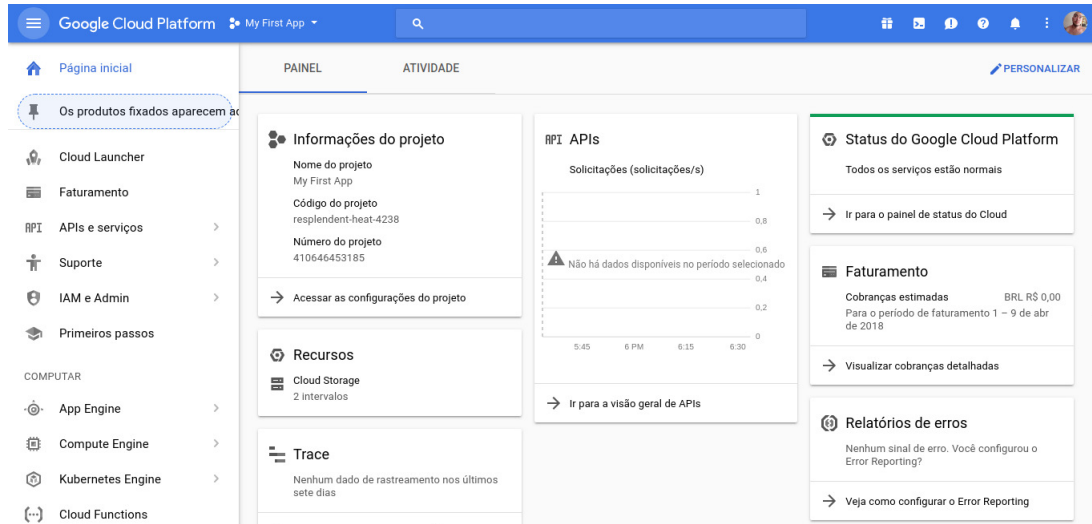 Google Cloud Platform
My First App
Página inicial
Os produtos fixados aparecem
Cloud Launcher
Faturamento
API APIs e serviços
Suporte
IAM e Admin
Primeiros passos
COMPUTAR
App Engine
Compute Engine
Kubernetes Engine
Cloud Functions
PAINEL
ATIVIDADE
PERSONALIZAR
Informações do projeto
Nome do projeto
My First App
Código do projeto
resplendent-heat-4238
Número do projeto
410646453185
Acessar as configurações do projeto
Recursos
Cloud Storage
2 intervalos
Trace
Nenhum dado de rastreamento nos últimos
sete dias
API APIs
Solicitações (solicitações/s)
1
0,8
0,6
Não há dados disponíveis no período selecionado
0,4
0,2
0
5:45 6 PM 6:15 6:30
Ir para a visão geral de APIs
Status do Google Cloud Platform
Todos os serviços estão normais
Ir para o painel de status do Cloud
Faturamento
Cobranças estimadas BRL R$ 0,00
Para o período de faturamento 1 – 9 de abr
de 2018
Visualizar cobranças detalhadas
Relatórios de erros
Nenhum sinal de erro. Você configurou o
Error Reporting?
Veja como configurar o Error Reporting